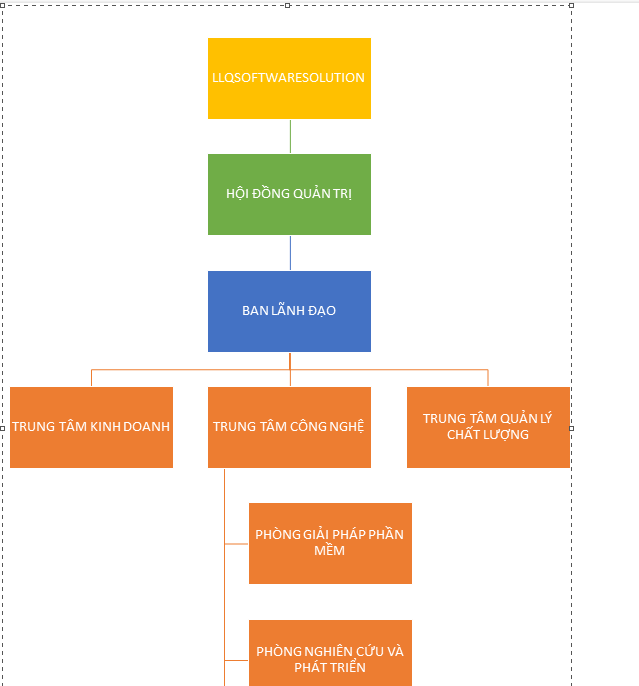 LLQSOFTWARESOLUTION
HỘI ĐỒNG QUẢN TRỊ
BAN LÃNH ĐẠO
TRUNG TÂM KINH DOANH
TRUNG TÂM CÔNG NGHỆ
TRUNG TÂM QUẢN LÝ
CHẤT LƯỢNG
PHÒNG GIẢI PHÁP PHẦN
MỀM
PHÒNG NGHIÊN CỨU VÀ
PHÁT TRIỂN